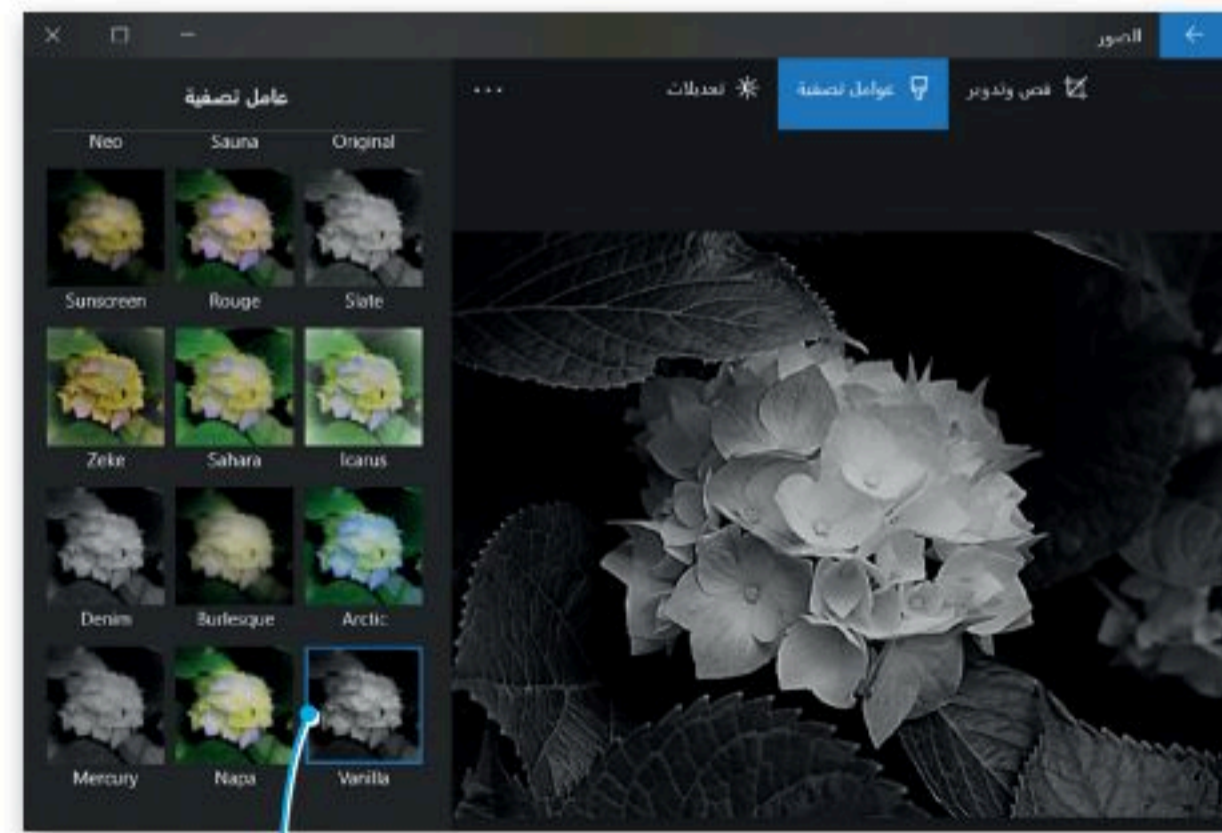 الصور
قص وتدوير
عوامل تصفية
تعديلات
عامل تصفية
Original Sauna Neo
Slate Rouge Sunscreen
Icarus Sahara Zeke
Arctic Burlesque Denim
Vanilla Napa Mercury